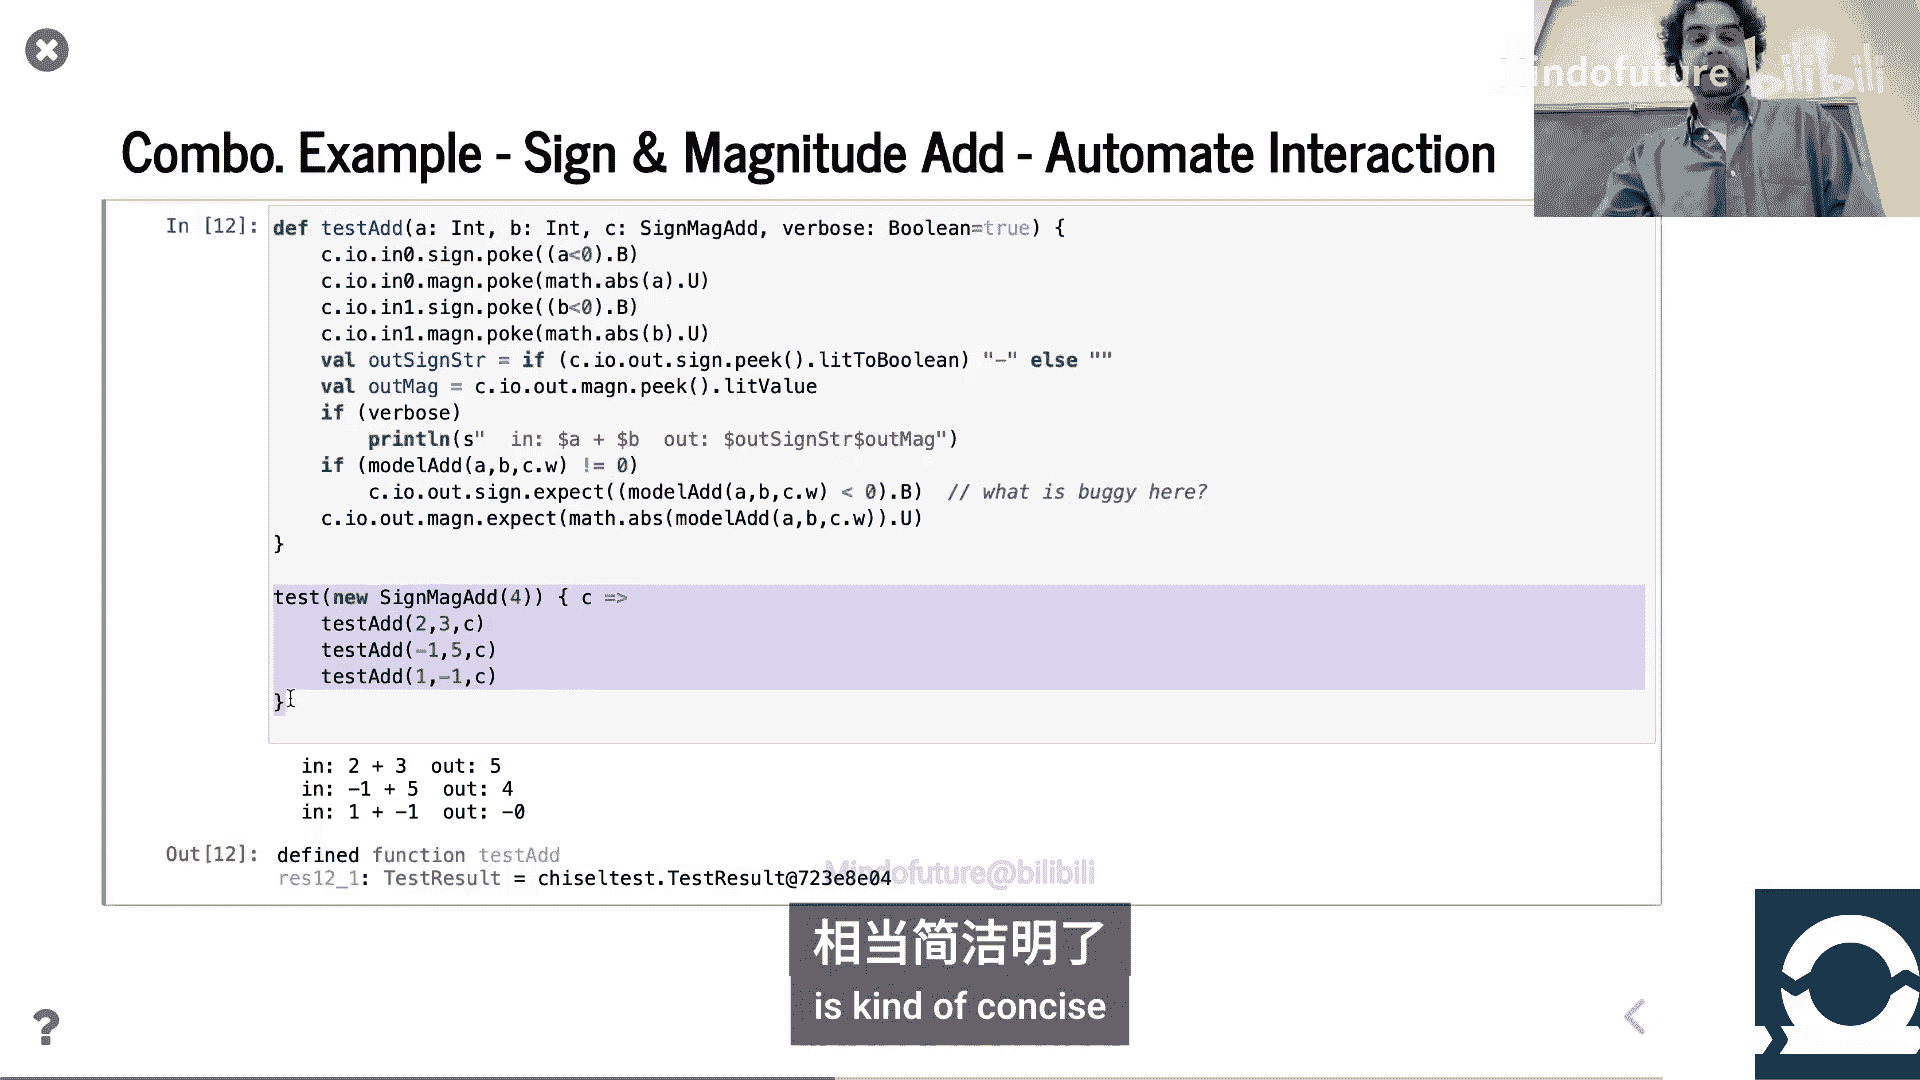 indofuture bilibili
Combo. Example - Sign & Magnitude Add - Automate Interaction
In [12]: def testAdd(a: Int, b: Int, c: SignMagAdd, verbose: Boolean=true) {
c.io.in0.sign.poke((a<0).B)
c.io.in0.magn.poke(math.abs(a).U)
c.io.in1.sign.poke((b<0).B)
c.io.in1.magn.poke(math.abs(b).U)
val outSignStr = if (c.io.out.sign.peek().litToBoolean) "-" else ""
val outMag = c.io.out.magn.peek().litValue
if (verbose)
println(s"  in: $a + $b  out: $outSignStr$outMag")
if (modelAdd(a,b,c.w) != 0)
c.io.out.sign.expect((modelAdd(a,b,c.w) < 0).B)  // what is buggy here?
c.io.out.magn.expect(math.abs(modelAdd(a,b,c.w)).U)
}
test(new SignMagAdd(4)) { c =>
testAdd(2,3,c)
testAdd(-1,5,c)
testAdd(1,-1,c)
}
in: 2 + 3  out: 5
in: -1 + 5  out: 4
in: 1 + -1  out: -0
Out[12]: defined function testAdd
res12_1: TestResult = chiseltest.TestResult@723e8e04
Mindofuture@bilibili
相当简洁明了
is kind of concise
?